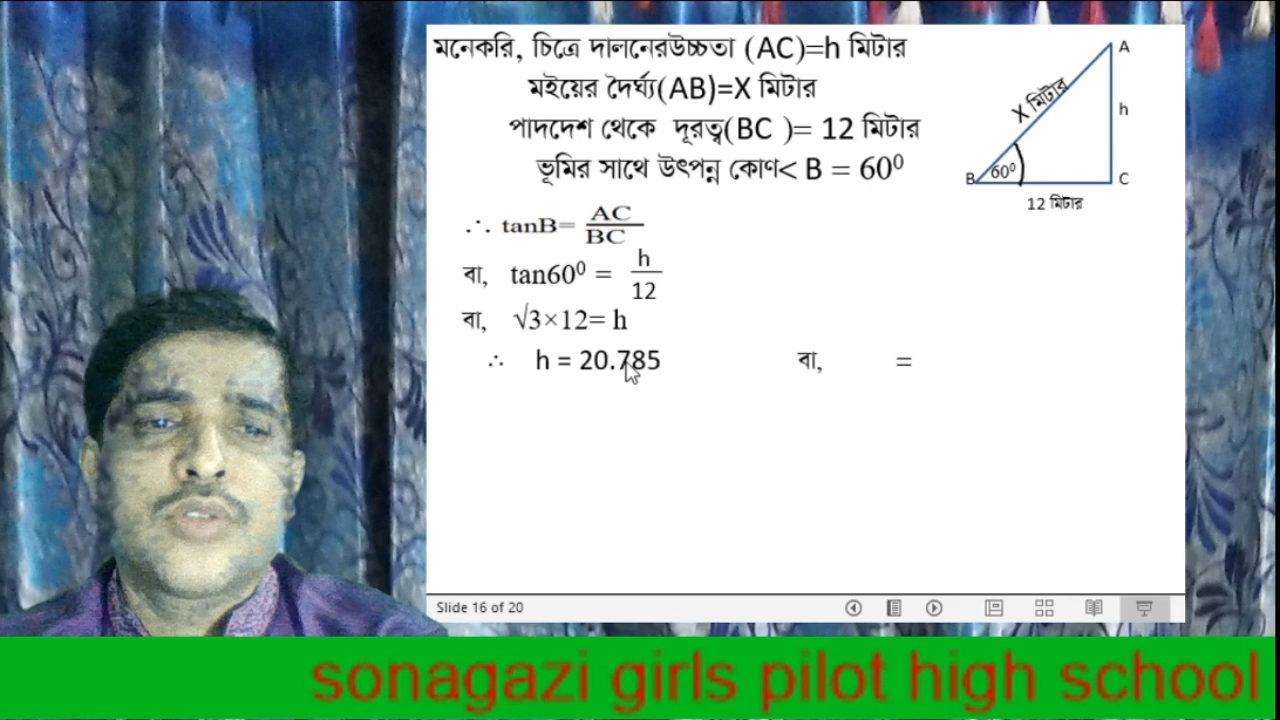 মনেকরি, চিত্রে দালনেরউচ্চতা (AC)=h মিটার
মইয়ের দৈর্ঘ্য(AB)=X মিটার
পাদদেশ থেকে দূরত্ব(BC )= 12 মিটার
ভূমির সাথে উৎপন্ন কোণ< B = 60⁰
∴ tanB= AC/BC
বা, tan60⁰ = h/12
বা, √3×12= h
∴ h = 20.785 বা, =
A
X মিটার
h
B 60⁰ C
12 মিটার
Slide 16 of 20
sonagazi girls pilot high school